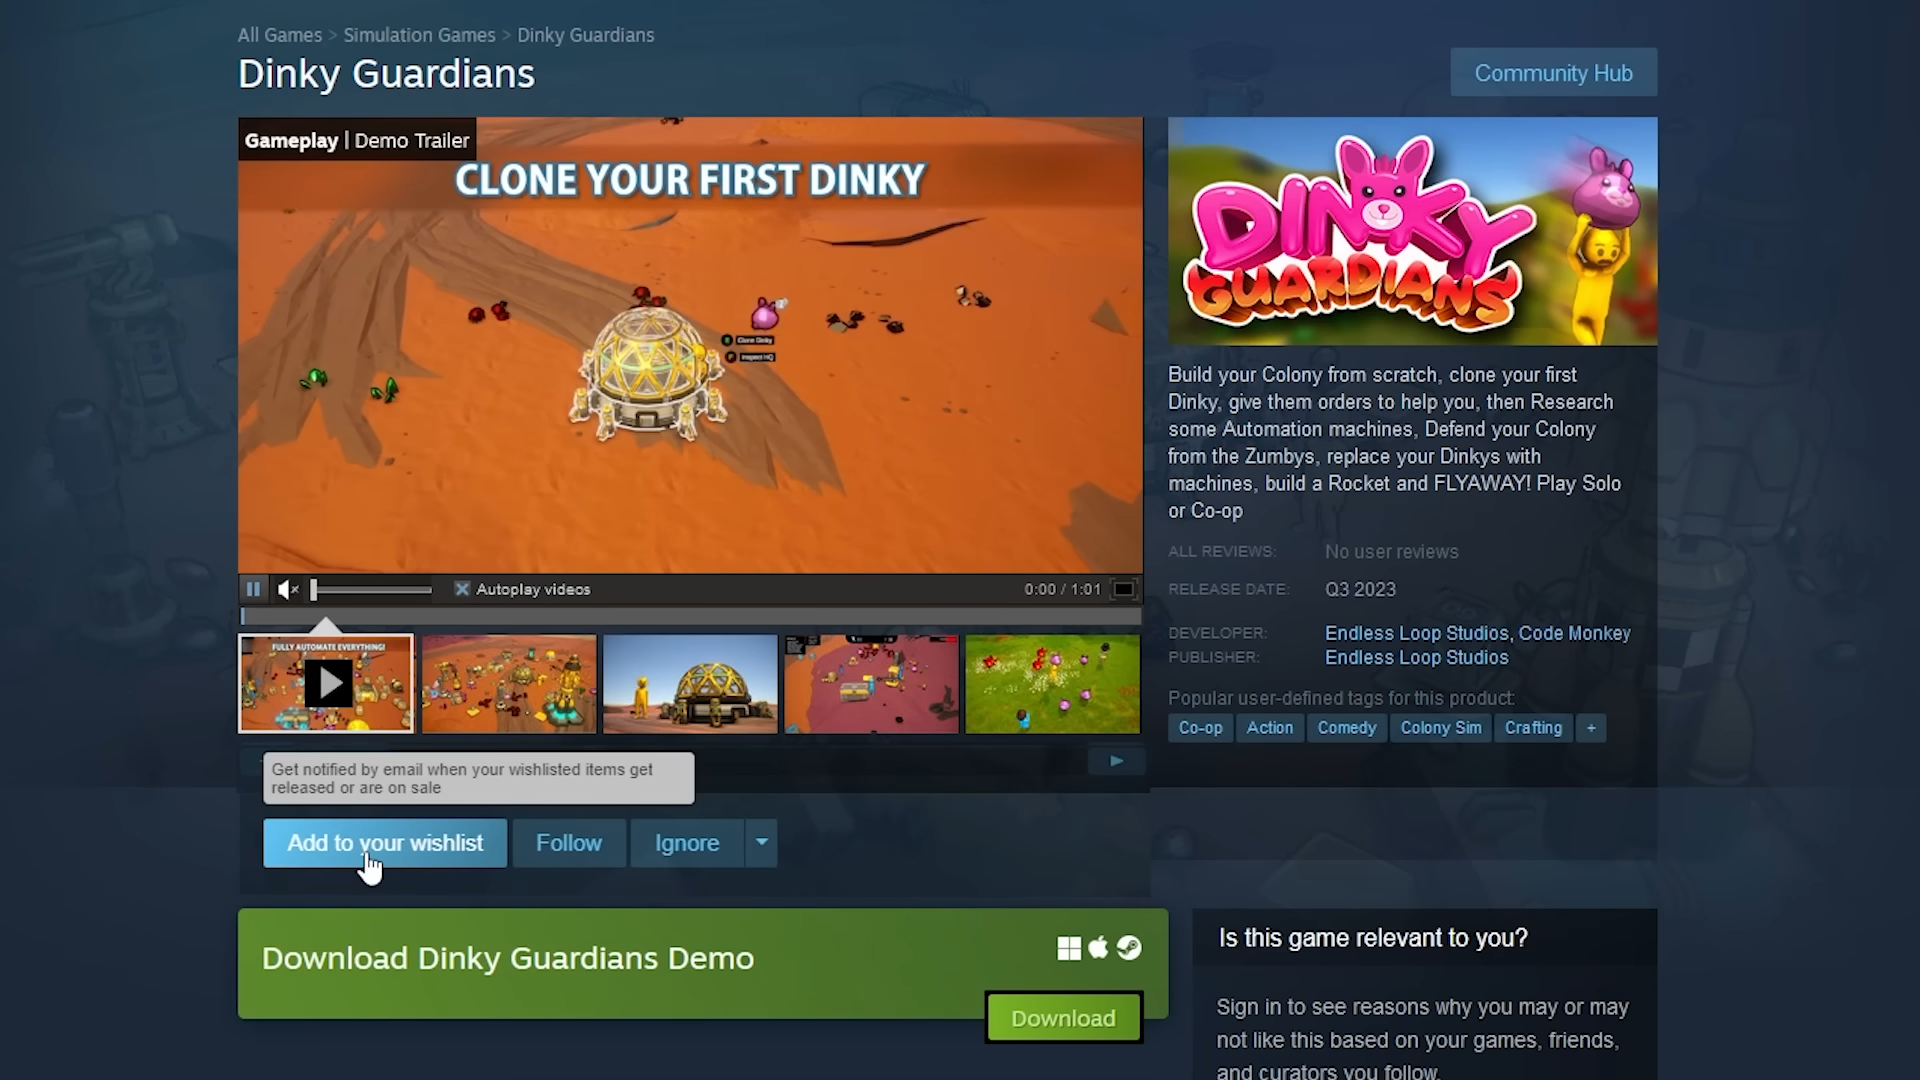 All Games > Simulation Games > Dinky Guardians
Dinky Guardians
Community Hub
Gameplay | Demo Trailer
CLONE YOUR FIRST DINKY
Clone Dinky
Inspect HQ
DINKY
GUARDIANS
Build your Colony from scratch, clone your first
Dinky, give them orders to help you, then Research
some Automation machines, Defend your Colony
from the Zumbys, replace your Dinkys with
machines, build a Rocket and FLYAWAY! Play Solo
or Co-op
ALL REVIEWS: No user reviews
RELEASE DATE: Q3 2023
DEVELOPER: Endless Loop Studios, Code Monkey
PUBLISHER: Endless Loop Studios
Popular user-defined tags for this product:
Co-op Action Comedy Colony Sim Crafting +
Autoplay videos
0:00 / 1:01
FULLY AUTOMATE EVERYTHING!
Get notified by email when your wishlisted items get
released or are on sale
Add to your wishlist Follow Ignore
Download Dinky Guardians Demo
Download
Is this game relevant to you?
Sign in to see reasons why you may or may
not like this based on your games, friends,
and curators you follow.